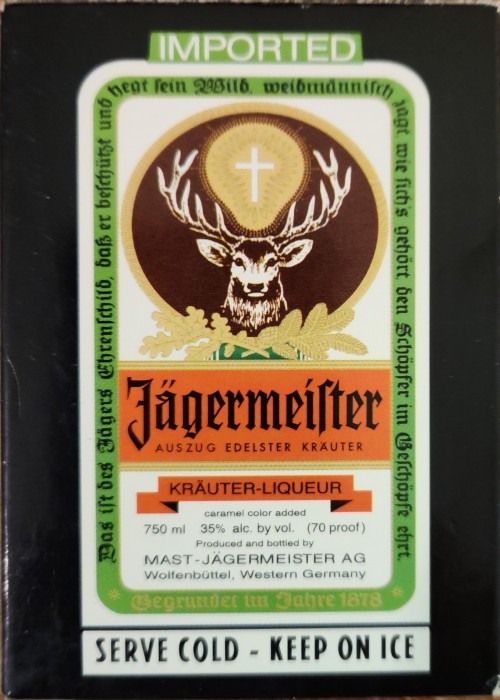 IMPORTED
Das ist des Jägers Ehrenschild, daß er beschützt und
hegt sein Wild, weidmännisch
jagt wie sich's gehört den Schöpfer im Geschöpfe ehrt.
Jägermeister
AUSZUG EDELSTER KRÄUTER
KRÄUTER-LIQUEUR
caramel color added
750 ml 35% alc. by vol. (70 proof)
Produced and bottled by
MAST-JÄGERMEISTER AG
Wolfenbüttel, Western Germany
Gegründet im Jahre 1878
SERVE COLD - KEEP ON ICE